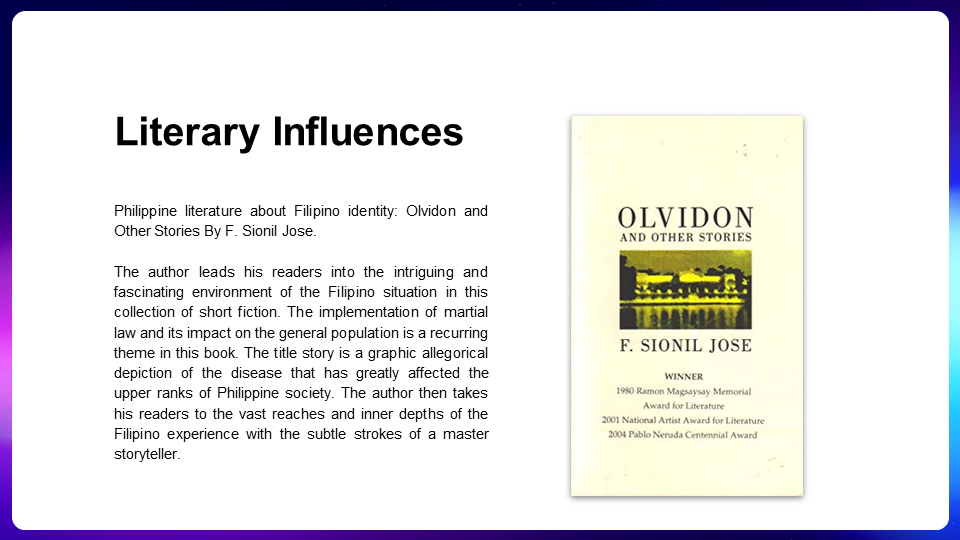 Literary Influences
Philippine literature about Filipino identity: Olvidon and
Other Stories By F. Sionil Jose.
The author leads his readers into the intriguing and
fascinating environment of the Filipino situation in this
collection of short fiction. The implementation of martial
law and its impact on the general population is a recurring
theme in this book. The title story is a graphic allegorical
depiction of the disease that has greatly affected the
upper ranks of Philippine society. The author then takes
his readers to the vast reaches and inner depths of the
Filipino experience with the subtle strokes of a master
storyteller.
OLVIDON
AND OTHER STORIES
F. SIONIL JOSE
WINNER
1980 Ramon Magsaysay Memorial
Award for Literature
2001 National Artist Award for Literature
2004 Pablo Neruda Centennial Award